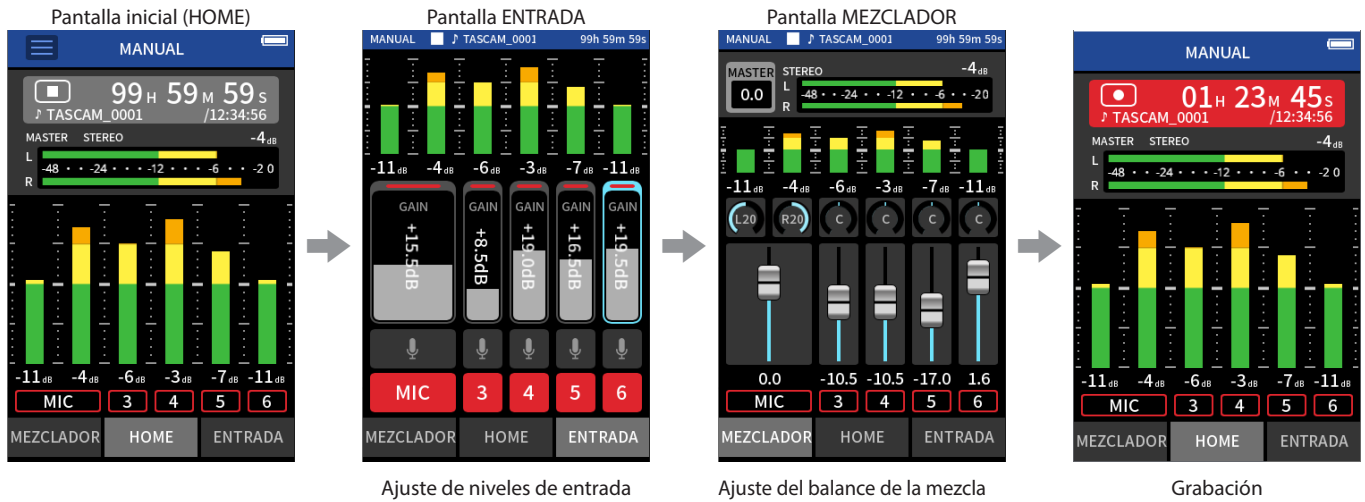 Pantalla inicial (HOME)
MANUAL
99H 59M 59S
♪ TASCAM_0001 /12:34:56
MASTER STEREO -4dB
L
-48 · · -24 · · · -12 · · · -6 · · -2 0
R
-11dB -4dB -6dB -3dB -7dB -11dB
MIC 3 4 5 6
MEZCLADOR HOME ENTRADA
Pantalla ENTRADA
MANUAL ♪ TASCAM_0001 99h 59m 59s
-11dB -4dB -6dB -3dB -7dB -11dB
GAIN GAIN GAIN GAIN GAIN
+15.5dB +8.5dB +19.0dB +16.5dB +19.5dB
MIC 3 4 5 6
MEZCLADOR HOME ENTRADA
Ajuste de niveles de entrada
Pantalla MEZCLADOR
MANUAL ♪ TASCAM_0001 99h 59m 59s
MASTER STEREO -4dB
0.0 L
-48 · · -24 · · · -12 · · · -6 · · -20
R
-11dB -4dB -6dB -3dB -7dB -11dB
L20 R20 C C C C
0.0 -10.5 -10.5 -17.0 1.6
MIC 3 4 5 6
MEZCLADOR HOME ENTRADA
Ajuste del balance de la mezcla
MANUAL
01H 23M 45S
♪ TASCAM_0001 /12:34:56
MASTER STEREO -4dB
L
-48 · · -24 · · · -12 · · · -6 · · -2 0
R
-11dB -4dB -6dB -3dB -7dB -11dB
MIC 3 4 5 6
MEZCLADOR HOME ENTRADA
Grabación